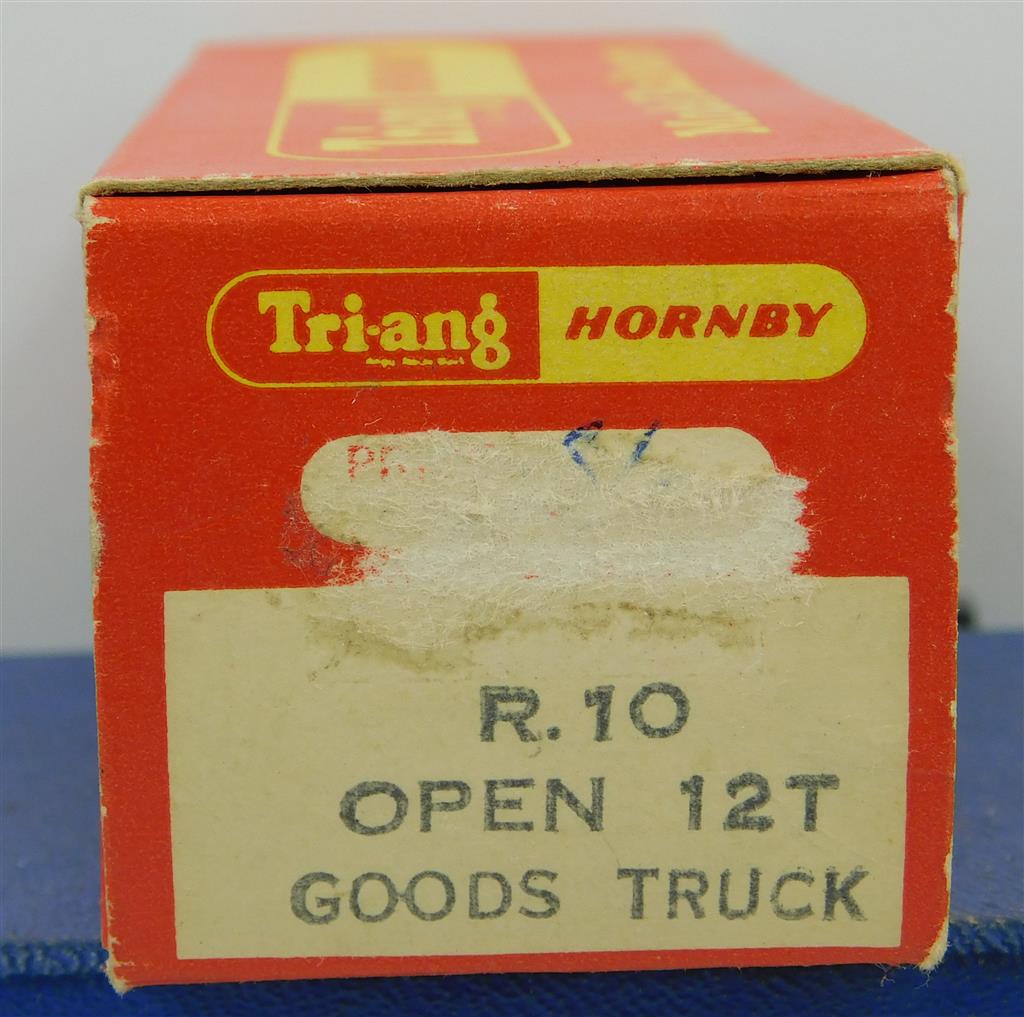 Tri-ang HORNBY
R.10
OPEN 12T
GOODS TRUCK